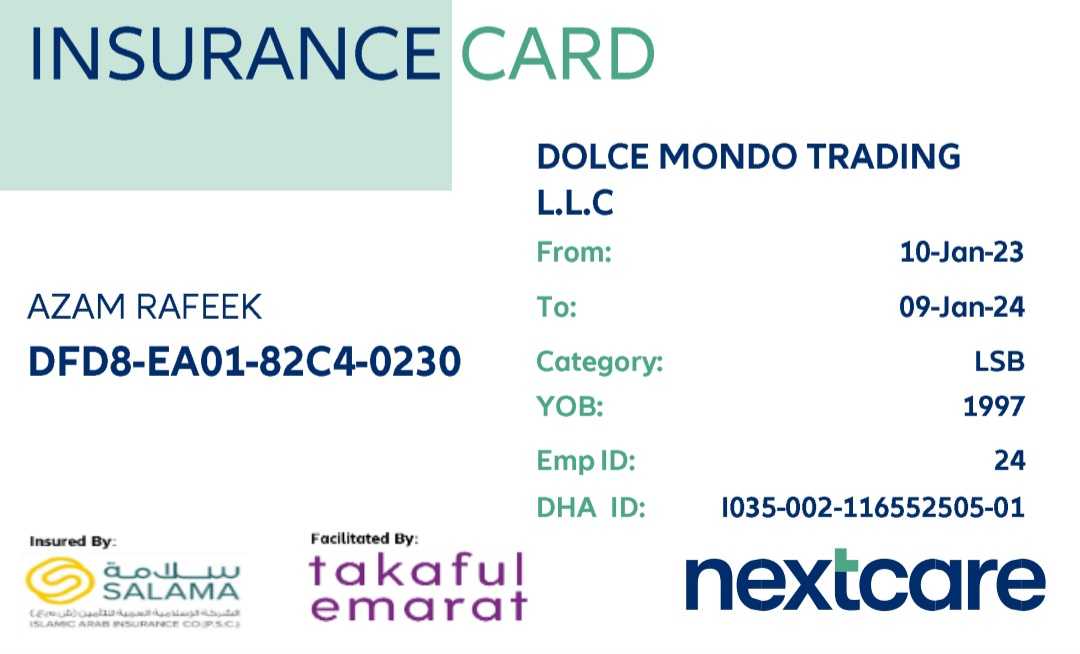 INSURANCE CARD
DOLCE MONDO TRADING
L.L.C
From: 10-Jan-23
To: 09-Jan-24
Category: LSB
YOB: 1997
Emp ID: 24
DHA ID: I035-002-116552505-01
AZAM RAFEEK
DFD8-EA01-82C4-0230
Insured By:
سلامة
SALAMA
الشركة الإسلامية العربية للتأمين (ش.م.ع.)
ISLAMIC ARAB INSURANCE CO.(P.S.C.)
Facilitated By:
takaful
emarat
nextcare